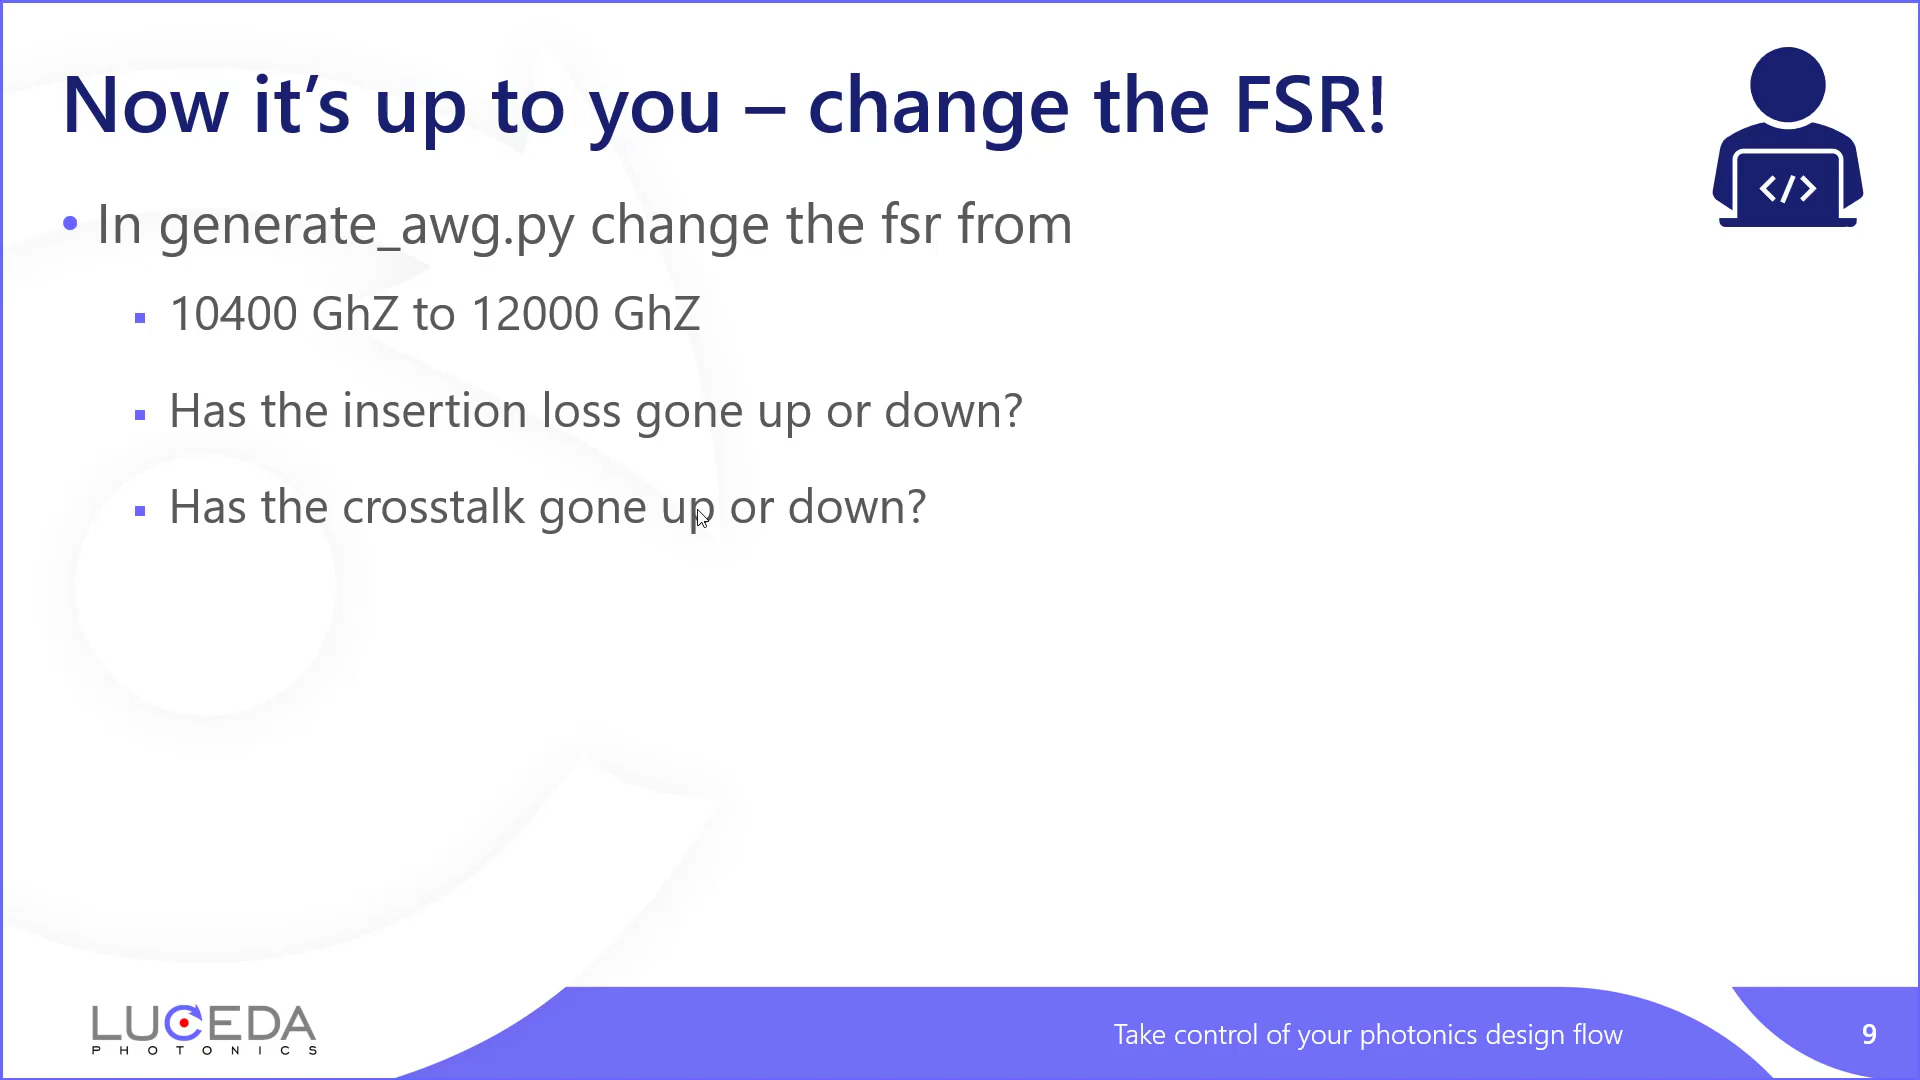 Now it’s up to you – change the FSR!
</>
• In generate_awg.py change the fsr from
▪ 10400 GhZ to 12000 GhZ
▪ Has the insertion loss gone up or down?
▪ Has the crosstalk gone up or down?
LUCEDA
PHOTONICS
Take control of your photonics design flow
9